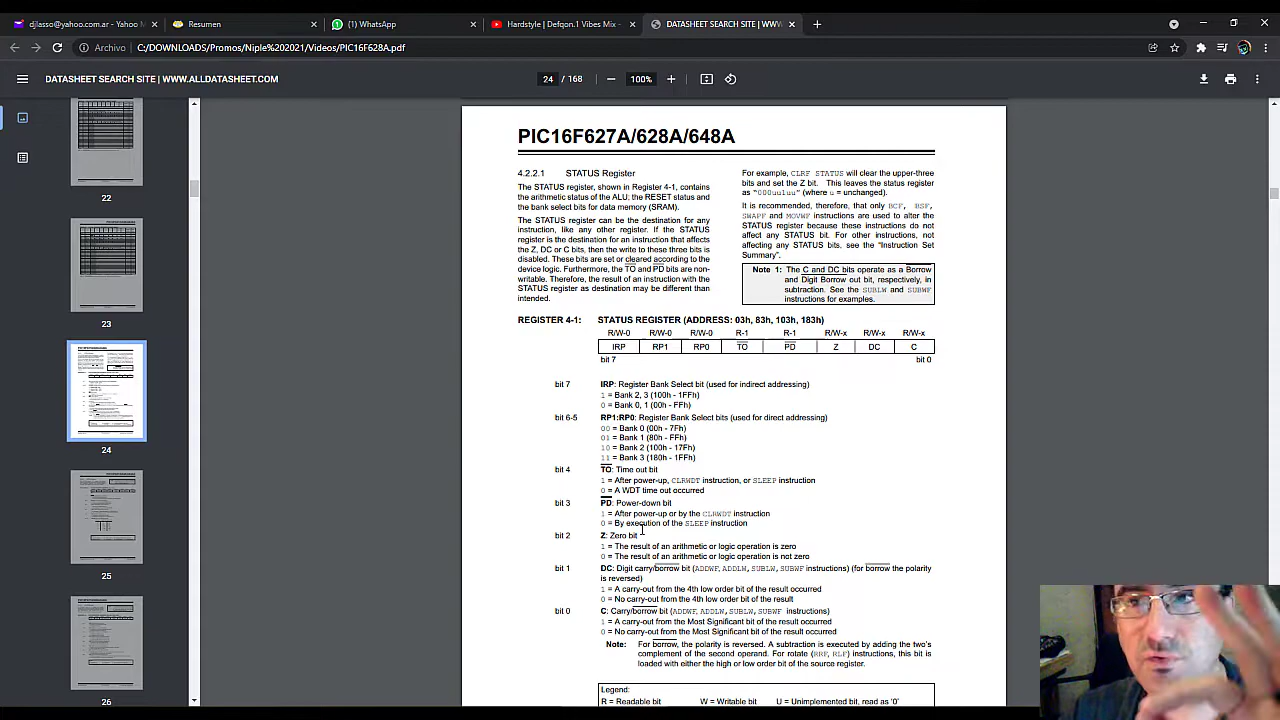 djlasso@yahoo.com.ar - Yahoo M
Resumen
(1) WhatsApp
Hardstyle | Defqon.1 Vibes Mix -
DATASHEET SEARCH SITE | WWW
Archivo
C:/DOWNLOADS/Promos/Niple%202021/Videos/PIC16F628A.pdf
DATASHEET SEARCH SITE | WWW.ALLDATASHEET.COM
24 / 168
100%
22
23
24
25
26
PIC16F627A/628A/648A
4.2.2.1 STATUS Register
The STATUS register, shown in Register 4-1, contains
the arithmetic status of the ALU; the RESET status and
the bank select bits for data memory (SRAM).
The STATUS register can be the destination for any
instruction, like any other register. If the STATUS
register is the destination for an instruction that affects
the Z, DC or C bits, then the write to these three bits is
disabled. These bits are set or cleared according to the
device logic. Furthermore, the TO and PD bits are non-
writable. Therefore, the result of an instruction with the
STATUS register as destination may be different than
intended.
For example, CLRF STATUS will clear the upper-three
bits and set the Z bit. This leaves the status register
as "000uu1uu" (where u = unchanged).
It is recommended, therefore, that only BCF, BSF,
SWAPF and MOVWF instructions are used to alter the
STATUS register because these instructions do not
affect any STATUS bit. For other instructions, not
affecting any STATUS bits, see the "Instruction Set
Summary".
Note 1: The C and DC bits operate as a Borrow
and Digit Borrow out bit, respectively, in
subtraction. See the SUBLW and SUBWF
instructions for examples.
REGISTER 4-1: STATUS REGISTER (ADDRESS: 03h, 83h, 103h, 183h)
R/W-0 R/W-0 R/W-0 R-1 R-1 R/W-x R/W-x R/W-x
IRP RP1 RP0 TO PD Z DC C
bit 7 bit 0
bit 7 IRP: Register Bank Select bit (used for indirect addressing)
1 = Bank 2, 3 (100h - 1FFh)
0 = Bank 0, 1 (00h - FFh)
bit 6-5 RP1:RP0: Register Bank Select bits (used for direct addressing)
00 = Bank 0 (00h - 7Fh)
01 = Bank 1 (80h - FFh)
10 = Bank 2 (100h - 17Fh)
11 = Bank 3 (180h - 1FFh)
bit 4 TO: Time out bit
1 = After power-up, CLRWDT instruction, or SLEEP instruction
0 = A WDT time out occurred
bit 3 PD: Power-down bit
1 = After power-up or by the CLRWDT instruction
0 = By execution of the SLEEP instruction
bit 2 Z: Zero bit
1 = The result of an arithmetic or logic operation is zero
0 = The result of an arithmetic or logic operation is not zero
bit 1 DC: Digit carry/borrow bit (ADDWF, ADDLW, SUBLW, SUBWF instructions) (for borrow the polarity
is reversed)
1 = A carry-out from the 4th low order bit of the result occurred
0 = No carry-out from the 4th low order bit of the result
bit 0 C: Carry/borrow bit (ADDWF, ADDLW, SUBLW, SUBWF instructions)
1 = A carry-out from the Most Significant bit of the result occurred
0 = No carry-out from the Most Significant bit of the result occurred
Note: For borrow, the polarity is reversed. A subtraction is executed by adding the two's
complement of the second operand. For rotate (RRF, RLF) instructions, this bit is
loaded with either the high or low order bit of the source register.
Legend:
R = Readable bit W = Writable bit U = Unimplemented bit, read as '0'